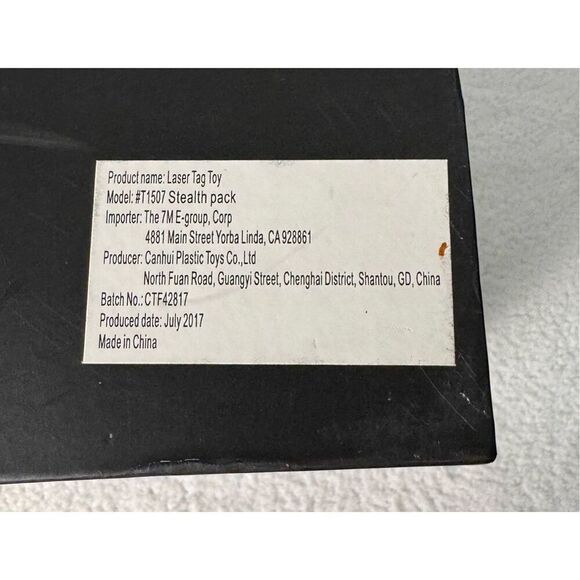 Product name: Laser Tag Toy
Model: #T1507 Stealth pack
Importer: The 7M E-group, Corp
4881 Main Street Yorba Linda, CA 928861
Producer: Canhui Plastic Toys Co.,Ltd
North Fuan Road, Guangyi Street, Chenghai District, Shantou, GD, China
Batch No.: CTF42817
Produced date: July 2017
Made in China